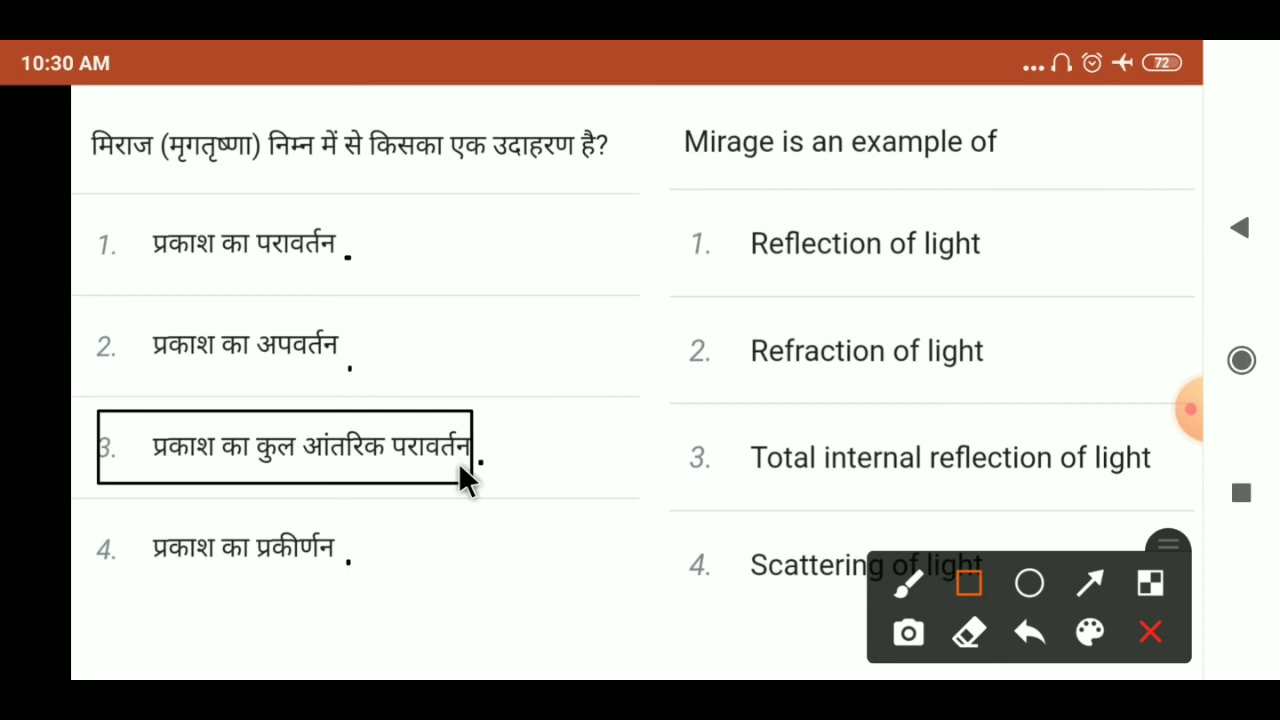 10:30 AM
72
मिराज (मृगतृष्णा) निम्न में से किसका एक उदाहरण है?
1. प्रकाश का परावर्तन
2. प्रकाश का अपवर्तन
3. प्रकाश का कुल आंतरिक परावर्तन
4. प्रकाश का प्रकीर्णन
Mirage is an example of
1. Reflection of light
2. Refraction of light
3. Total internal reflection of light
4. Scattering of light